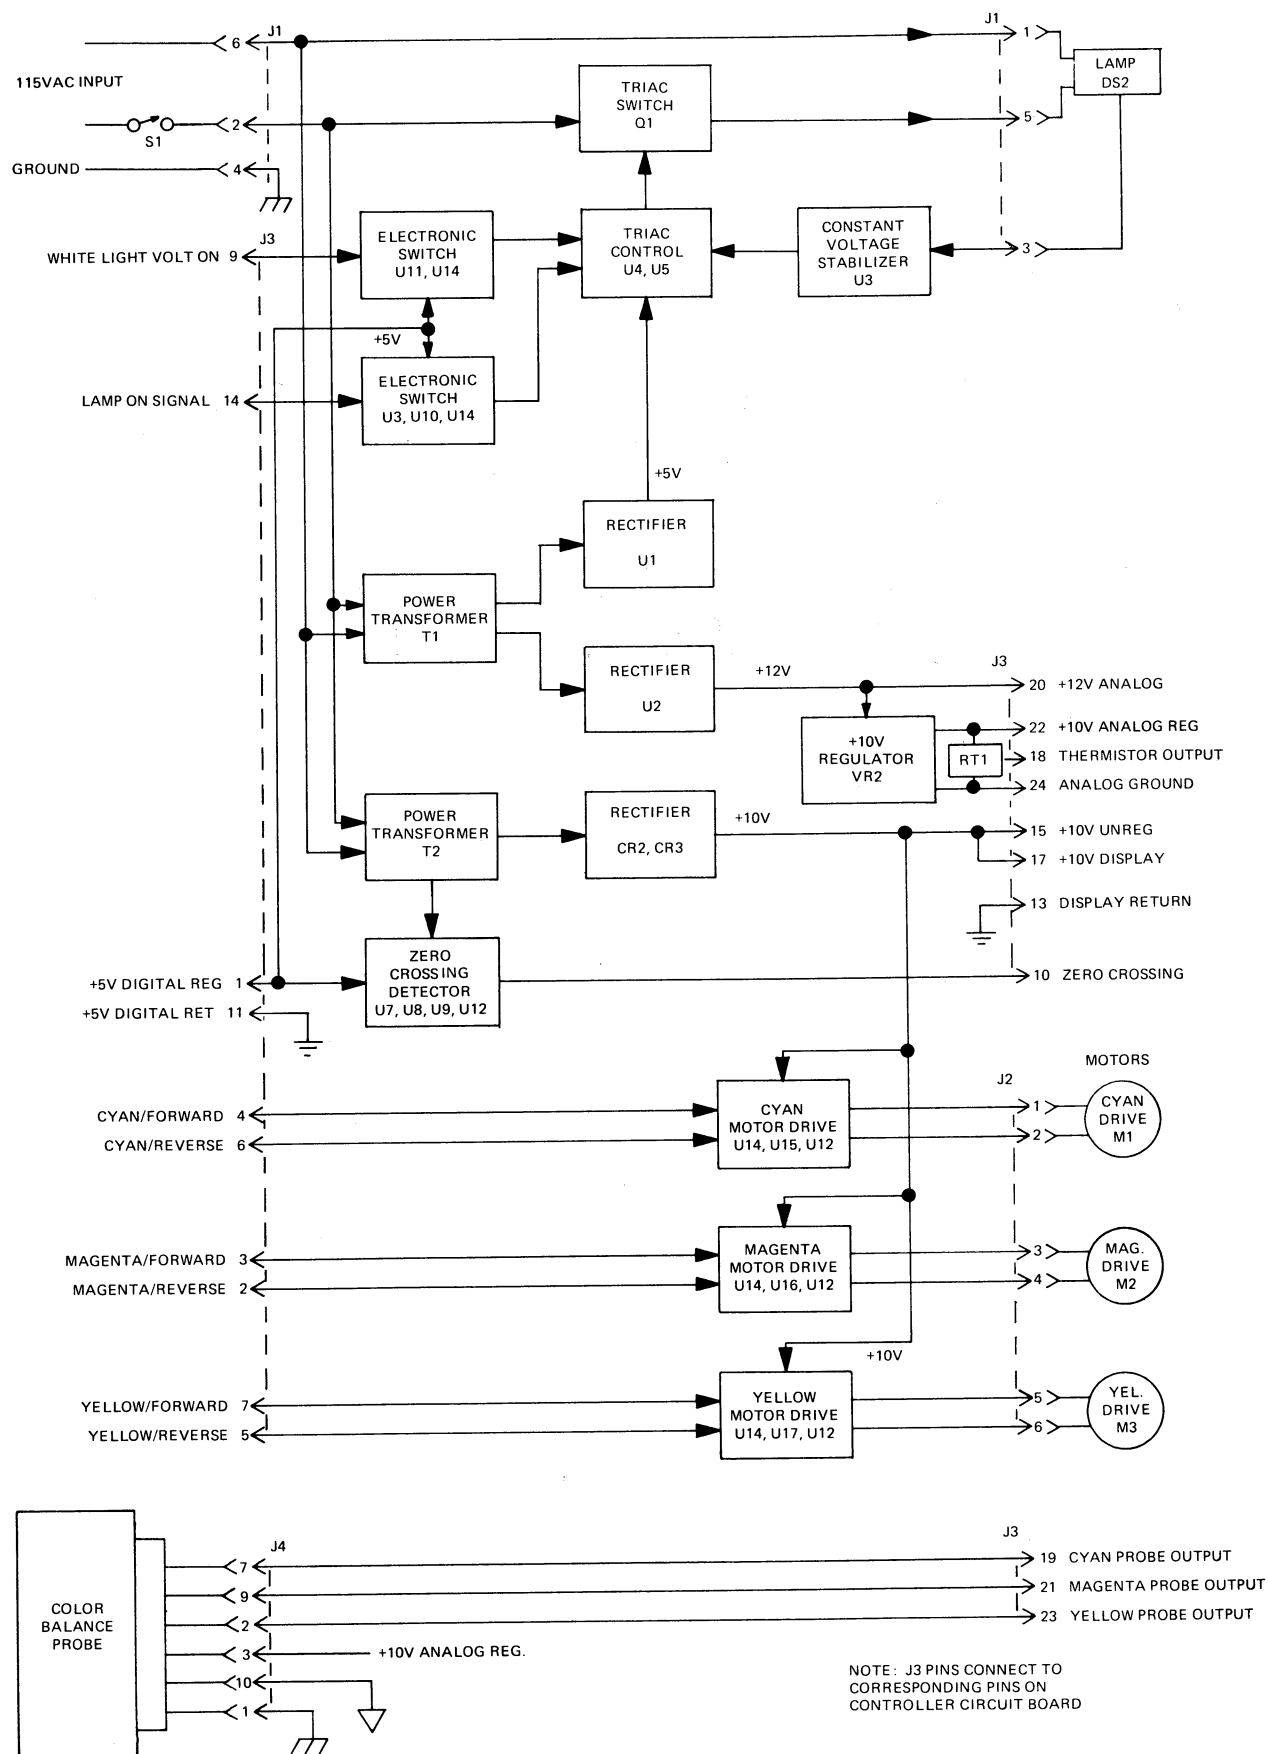 J1
J1
6
1
115VAC INPUT
TRIAC
SWITCH
Q1
LAMP
DS2
S1
2
5
GROUND
4
J3
WHITE LIGHT VOLT ON 9
ELECTRONIC
SWITCH
U11, U14
TRIAC
CONTROL
U4, U5
CONSTANT
VOLTAGE
STABILIZER
U3
3
+5V
LAMP ON SIGNAL 14
ELECTRONIC
SWITCH
U3, U10, U14
+5V
RECTIFIER
U1
POWER
TRANSFORMER
T1
RECTIFIER
U2
+12V
J3
20 +12V ANALOG
+10V
REGULATOR
VR2
RT1
22 +10V ANALOG REG
18 THERMISTOR OUTPUT
24 ANALOG GROUND
POWER
TRANSFORMER
T2
RECTIFIER
CR2, CR3
+10V
15 +10V UNREG
17 +10V DISPLAY
13 DISPLAY RETURN
+5V DIGITAL REG 1
+5V DIGITAL RET 11
ZERO
CROSSING
DETECTOR
U7, U8, U9, U12
10 ZERO CROSSING
MOTORS
J2
CYAN/FORWARD 4
CYAN/REVERSE 6
CYAN
MOTOR DRIVE
U14, U15, U12
1
2
CYAN
DRIVE
M1
MAGENTA/FORWARD 3
MAGENTA/REVERSE 2
MAGENTA
MOTOR DRIVE
U14, U16, U12
3
4
MAG.
DRIVE
M2
+10V
YELLOW/FORWARD 7
YELLOW/REVERSE 5
YELLOW
MOTOR DRIVE
U14, U17, U12
5
6
YEL.
DRIVE
M3
COLOR
BALANCE
PROBE
J4
J3
7
9
2
3
10
1
+10V ANALOG REG.
19 CYAN PROBE OUTPUT
21 MAGENTA PROBE OUTPUT
23 YELLOW PROBE OUTPUT
NOTE: J3 PINS CONNECT TO
CORRESPONDING PINS ON
CONTROLLER CIRCUIT BOARD